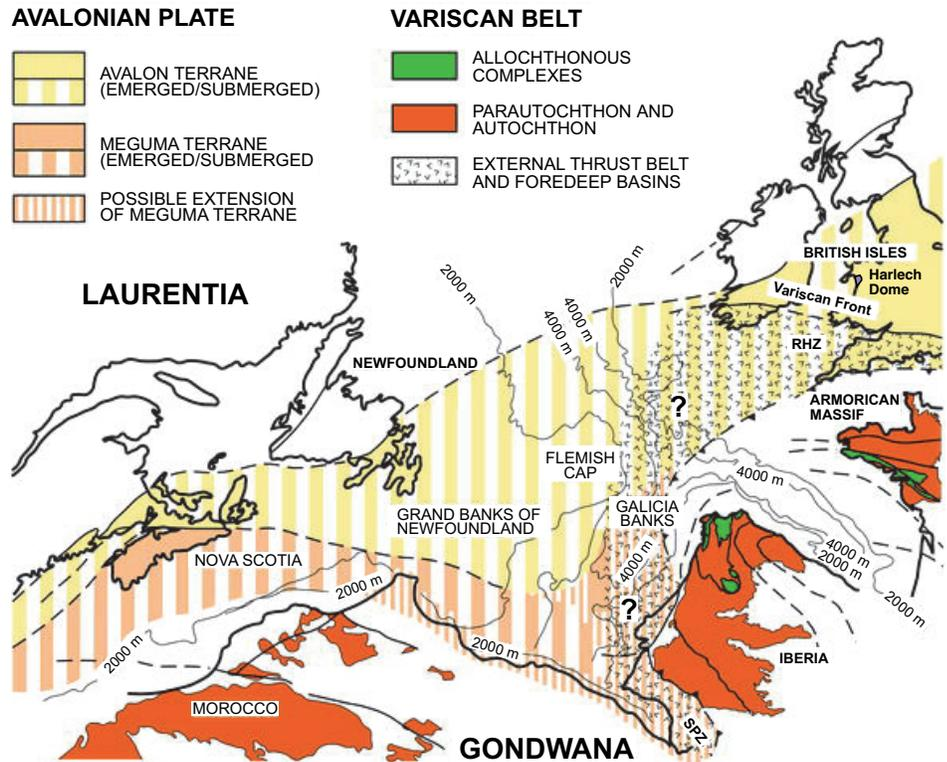 AVALONIAN PLATE
AVALON TERRANE
(EMERGED/SUBMERGED)
MEGUMA TERRANE
(EMERGED/SUBMERGED
POSSIBLE EXTENSION
OF MEGUMA TERRANE
VARISCAN BELT
ALLOCHTHONOUS
COMPLEXES
PARAUTOCHTHON AND
AUTOCHTHON
EXTERNAL THRUST BELT
AND FOREDEEP BASINS
LAURENTIA
2000 m
4000 m
4000 m
2000 m
BRITISH ISLES
Harlech
Dome
Variscan Front
RHZ
NEWFOUNDLAND
ARMORICAN
MASSIF
?
FLEMISH
CAP
4000 m
GRAND BANKS OF
NEWFOUNDLAND
GALICIA
BANKS
NOVA SCOTIA
4000 m
4000 m
2000 m
2000 m
2000 m
?
2000 m
2000 m
IBERIA
MOROCCO
SPZ
GONDWANA